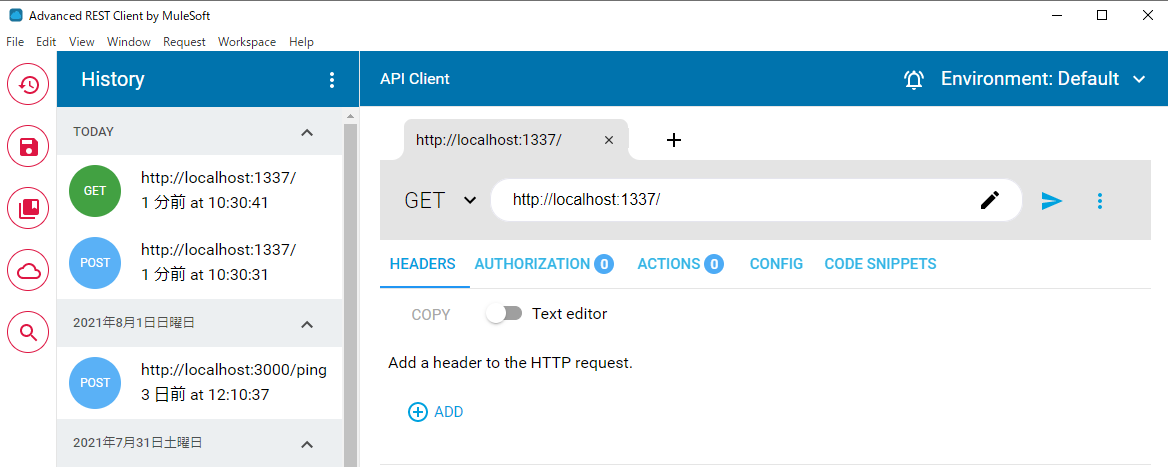 Advanced REST Client by MuleSoft
File Edit View Window Request Workspace Help
History
API Client
Environment: Default
TODAY
GET
http://localhost:1337/
1 分前 at 10:30:41
POST
http://localhost:1337/
1 分前 at 10:30:31
2021年8月1日日曜日
POST
http://localhost:3000/ping
3 日前 at 12:10:37
2021年7月31日土曜日
http://localhost:1337/
GET
http://localhost:1337/
HEADERS AUTHORIZATION 0 ACTIONS 0 CONFIG CODE SNIPPETS
COPY Text editor
Add a header to the HTTP request.
ADD